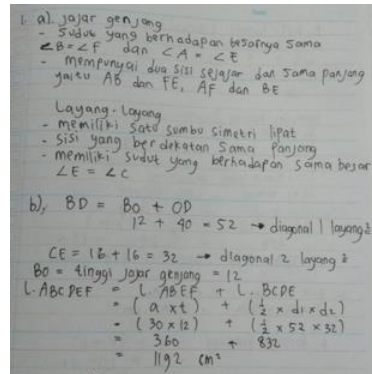 1. a). Jajar genjang
- Sudut yang berhadapan besarnya sama
∠B = ∠F dan ∠A = ∠E
- mempunyai dua sisi sejajar dan sama panjang
yaitu AB dan FE, AF dan BE
Layang-Layang
- memiliki satu sumbu simetri lipat
- sisi yang berdekatan sama panjang
- memiliki sudut yang berhadapan sama besar
∠E = ∠C
b). BD = BO + OD
12 + 40 = 52 → diagonal 1 layang²
CE = 16 + 16 = 32 → diagonal 2 layang²
BO = tinggi jajar genjang = 12
L. ABCDEF = L. ABEF + L. BCDE
= (a x t) + (½ x d1 x d2)
= (30 x 12) + (½ x 52 x 32)
= 360 + 832
= 1192 cm²